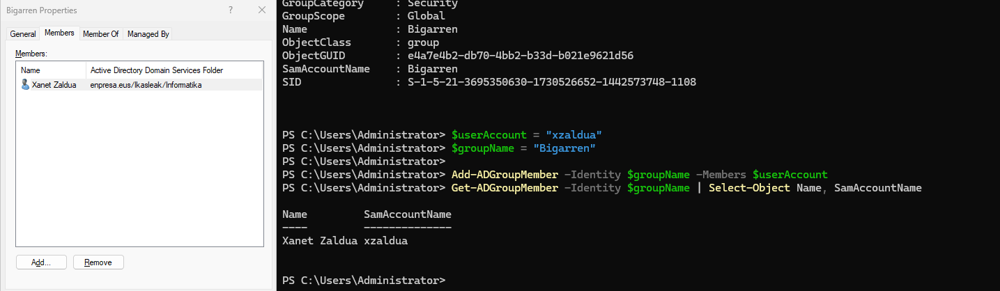 Bigarren Properties
General Members Member Of Managed By
Members:
Name Active Directory Domain Services Folder
Xanet Zaldua enpresa.eus/Ikasleak/Informatika
Add... Remove
GroupCategory : Security
GroupScope : Global
Name : Bigarren
ObjectClass : group
ObjectGUID : e4a7e4b2-db70-4bb2-b33d-b021e9621d56
SamAccountName : Bigarren
SID : S-1-5-21-3695350630-1730526652-1442573748-1108
PS C:\Users\Administrator> $userAccount = "xzaldua"
PS C:\Users\Administrator> $groupName = "Bigarren"
PS C:\Users\Administrator>
PS C:\Users\Administrator> Add-ADGroupMember -Identity $groupName -Members $userAccount
PS C:\Users\Administrator> Get-ADGroupMember -Identity $groupName | Select-Object Name, SamAccountName
Name SamAccountName
---- --------------
Xanet Zaldua xzaldua
PS C:\Users\Administrator>